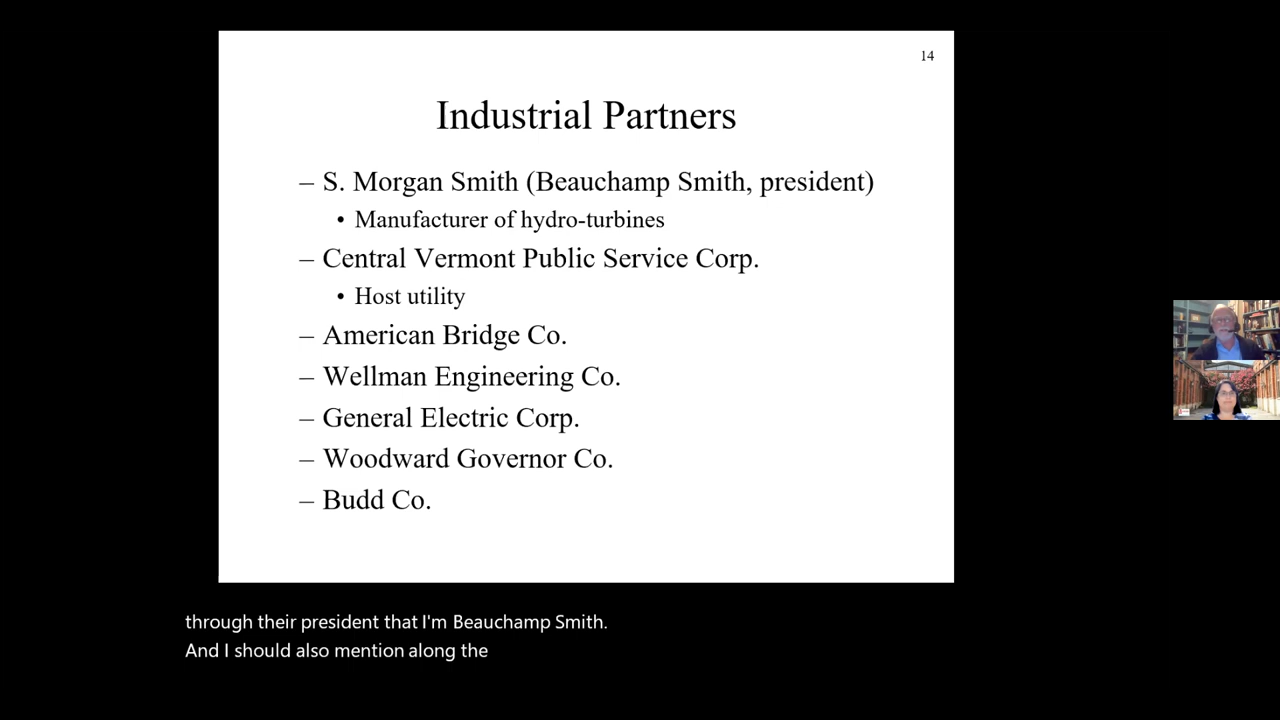 14
Industrial Partners
– S. Morgan Smith (Beauchamp Smith, president)
• Manufacturer of hydro-turbines
– Central Vermont Public Service Corp.
• Host utility
– American Bridge Co.
– Wellman Engineering Co.
– General Electric Corp.
– Woodward Governor Co.
– Budd Co.
through their president that I'm Beauchamp Smith.
And I should also mention along the